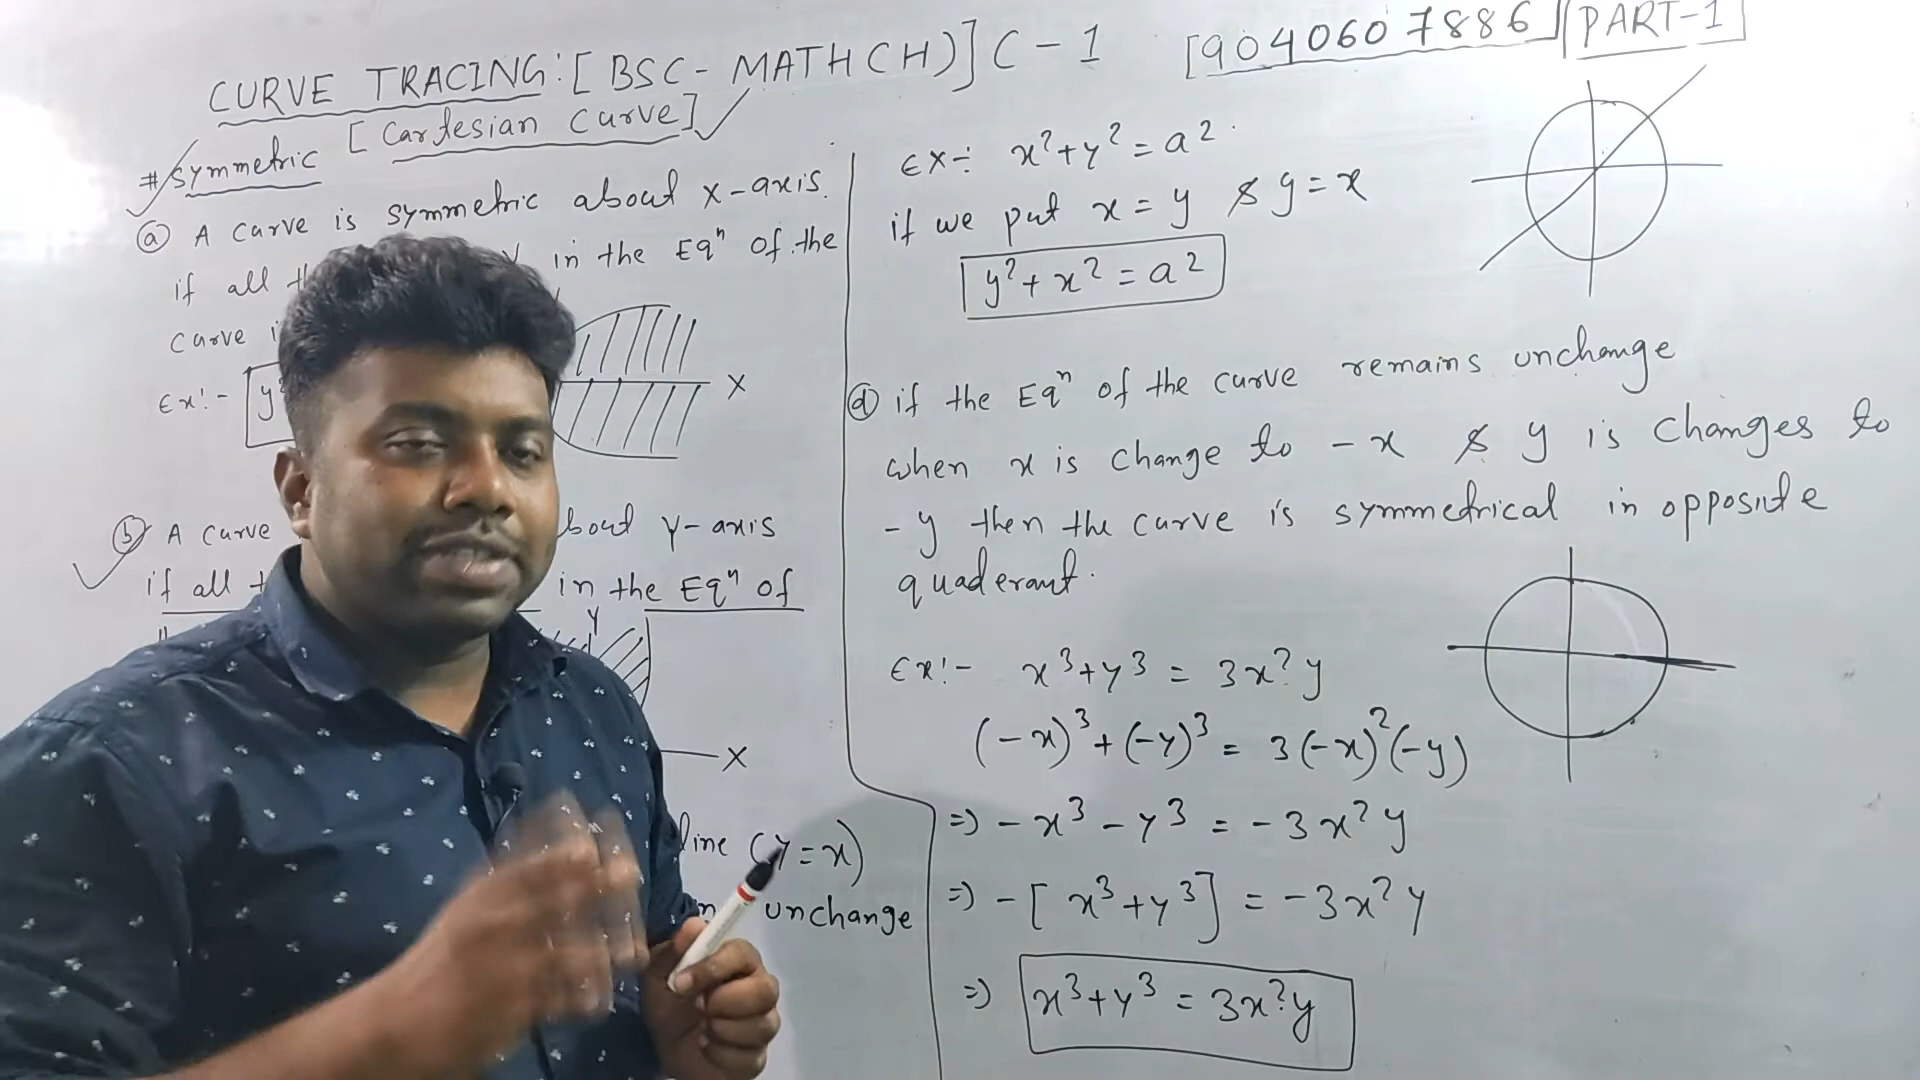 CURVE TRACING:[BSC-MATHCH)] C-1 [9040607886] PART-1
[Cartesian Curve]
# Symmetric
ⓐ A curve is symmetric about X-axis.
if all in the Eqⁿ of the
curve
Ex!-
X
ⓑ A curve about Y-axis
if all in the Eqⁿ of
Y
X
line (y=x)
unchange
Ex-: x²+y²=a²
if we put x=y & y=x
y²+x²=a²
ⓓ if the Eqⁿ of the curve remains unchange
when x is change to -x & y is changes to
-y then the curve is symmetrical in opposite
quaderant.
Ex!- x³+y³ = 3x²y
(-x)³+(-y)³ = 3(-x)²(-y)
=> -x³-y³ = -3x²y
=> -[x³+y³] = -3x²y
=> x³+y³ = 3x²y